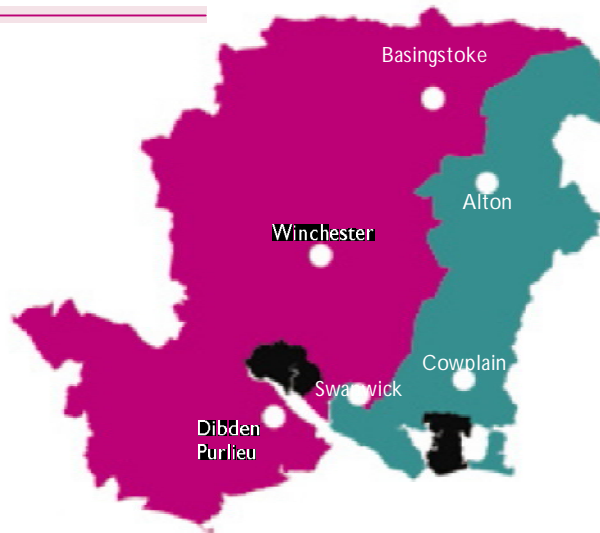 Basingstoke
Alton
Winchester
Cowplain
Swanwick
Dibden
Purlieu